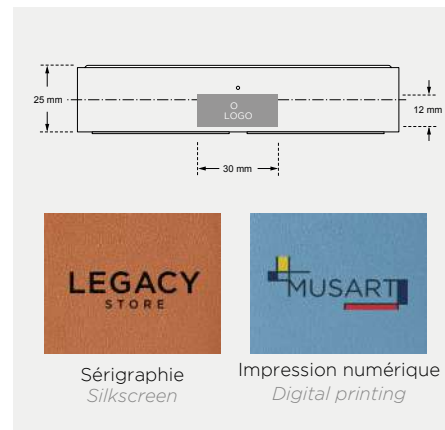 25 mm
12 mm
O
LOGO
30 mm
LEGACY
STORE
MUSART
Sérigraphie
Silkscreen
Impression numérique
Digital printing